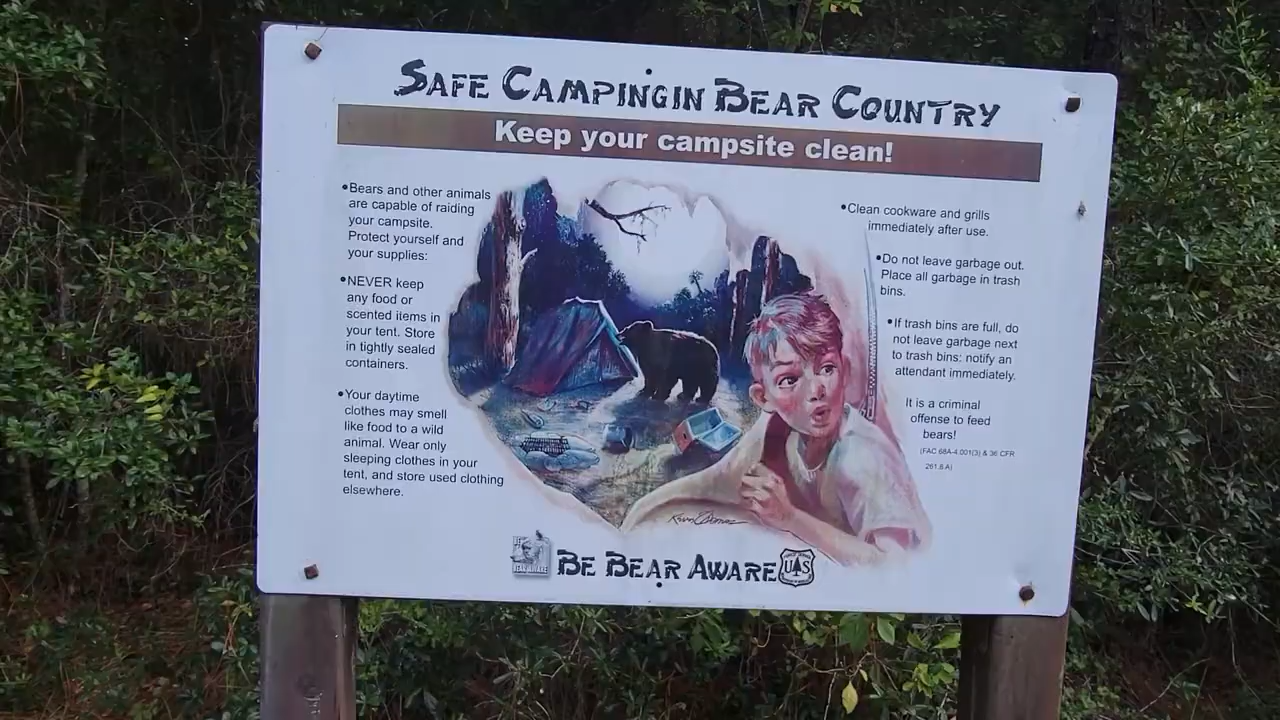 SAFE CAMPINGIN BEAR COUNTRY
Keep your campsite clean!
•Bears and other animals
are capable of raiding
your campsite.
Protect yourself and
your supplies:
•NEVER keep
any food or
scented items in
your tent. Store
in tightly sealed
containers.
•Your daytime
clothes may smell
like food to a wild
animal. Wear only
sleeping clothes in your
tent, and store used clothing
elsewhere.
•Clean cookware and grills
immediately after use.
•Do not leave garbage out.
Place all garbage in trash
bins.
•If trash bins are full, do
not leave garbage next
to trash bins: notify an
attendant immediately.
It is a criminal
offense to feed
bears!
(FAC 68A-4.001(3) & 36 CFR
261.8 A)
BE BEAR AWARE
U S